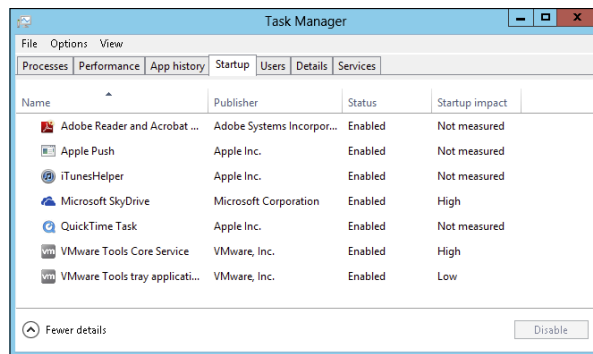 Task Manager
File Options View
Processes Performance App history Startup Users Details Services
Name Publisher Status Startup impact
Adobe Reader and Acrobat ... Adobe Systems Incorpor... Enabled Not measured
Apple Push Apple Inc. Enabled Not measured
iTunesHelper Apple Inc. Enabled Not measured
Microsoft SkyDrive Microsoft Corporation Enabled High
QuickTime Task Apple Inc. Enabled Not measured
vm VMware Tools Core Service VMware, Inc. Enabled High
vm VMware Tools tray applicati... VMware, Inc. Enabled Low
Fewer details Disable